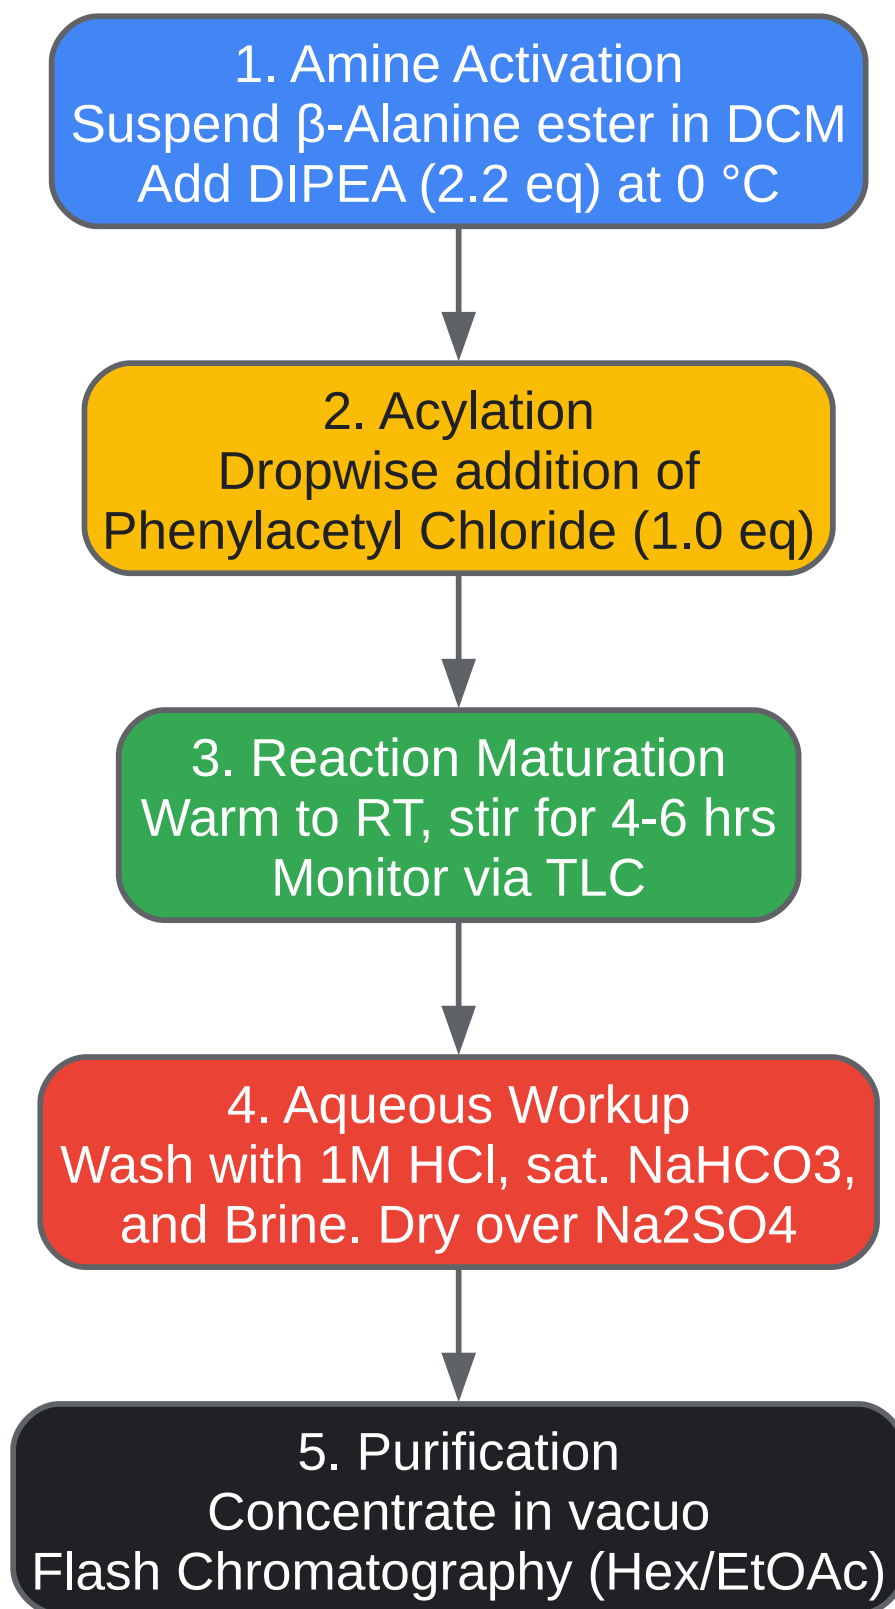 1. Amine Activation
Suspend β-Alanine ester in DCM
Add DIPEA (2.2 eq) at 0 °C
2. Acylation
Dropwise addition of
Phenylacetyl Chloride (1.0 eq)
3. Reaction Maturation
Warm to RT, stir for 4-6 hrs
Monitor via TLC
4. Aqueous Workup
Wash with 1M HCl, sat. NaHCO3,
and Brine. Dry over Na2SO4
5. Purification
Concentrate in vacuo
Flash Chromatography (Hex/EtOAc)